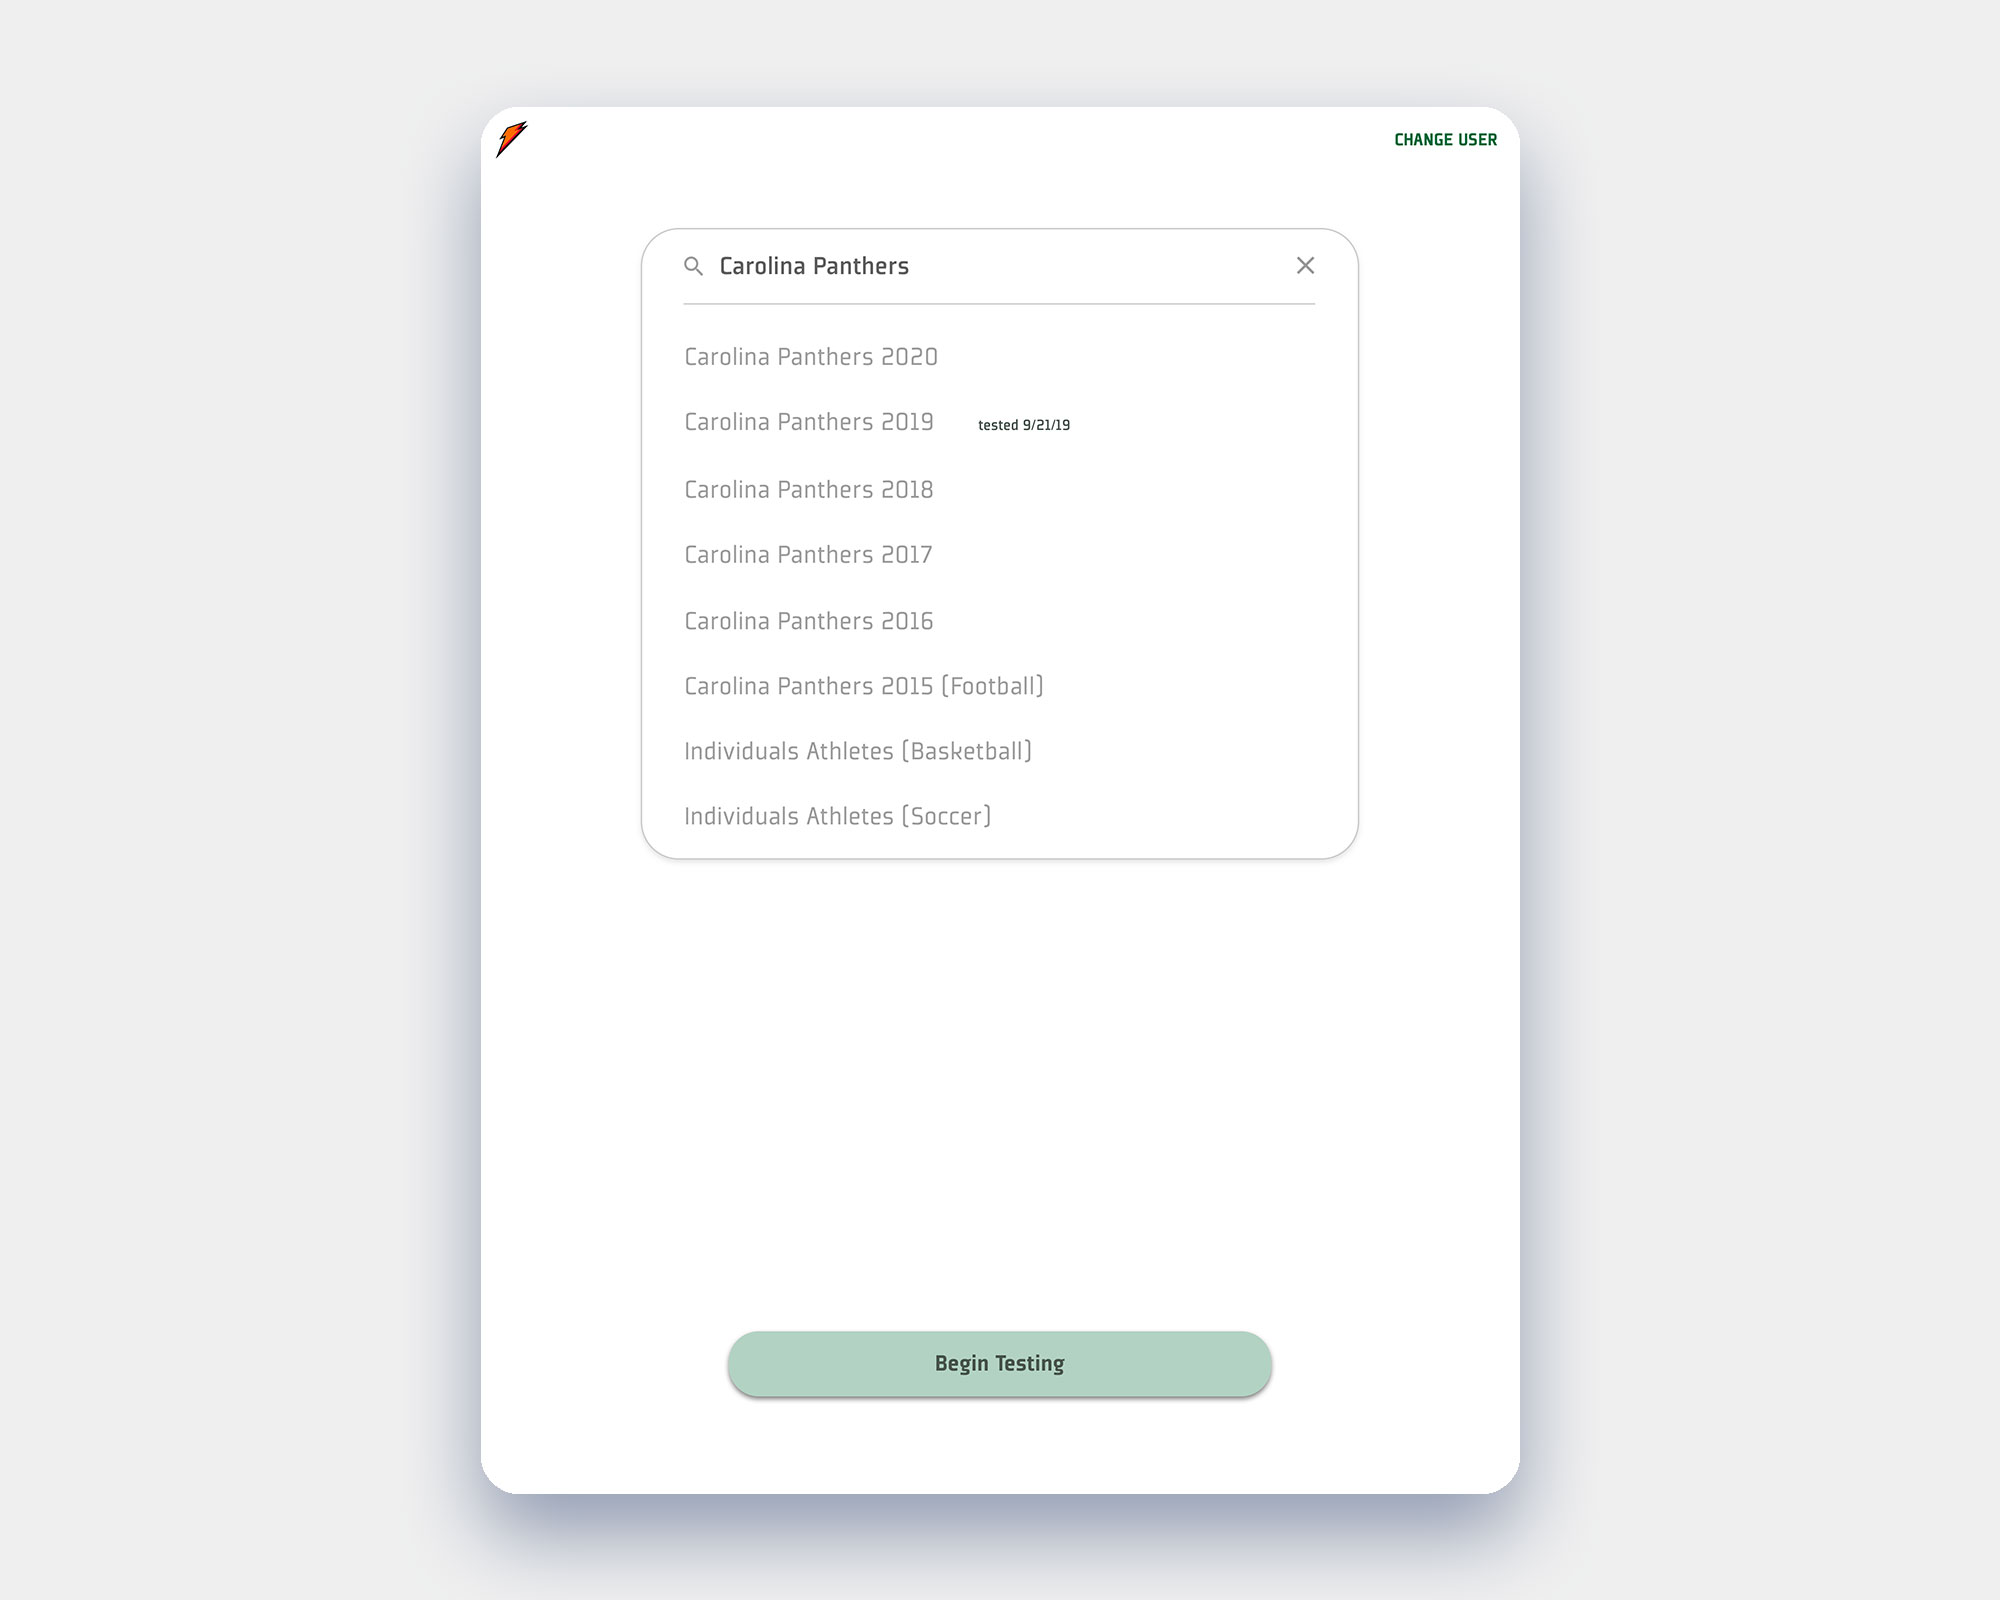 CHANGE USER
Carolina Panthers
Carolina Panthers 2020
Carolina Panthers 2019 tested 9/21/19
Carolina Panthers 2018
Carolina Panthers 2017
Carolina Panthers 2016
Carolina Panthers 2015 (Football)
Individuals Athletes (Basketball)
Individuals Athletes (Soccer)
Begin Testing